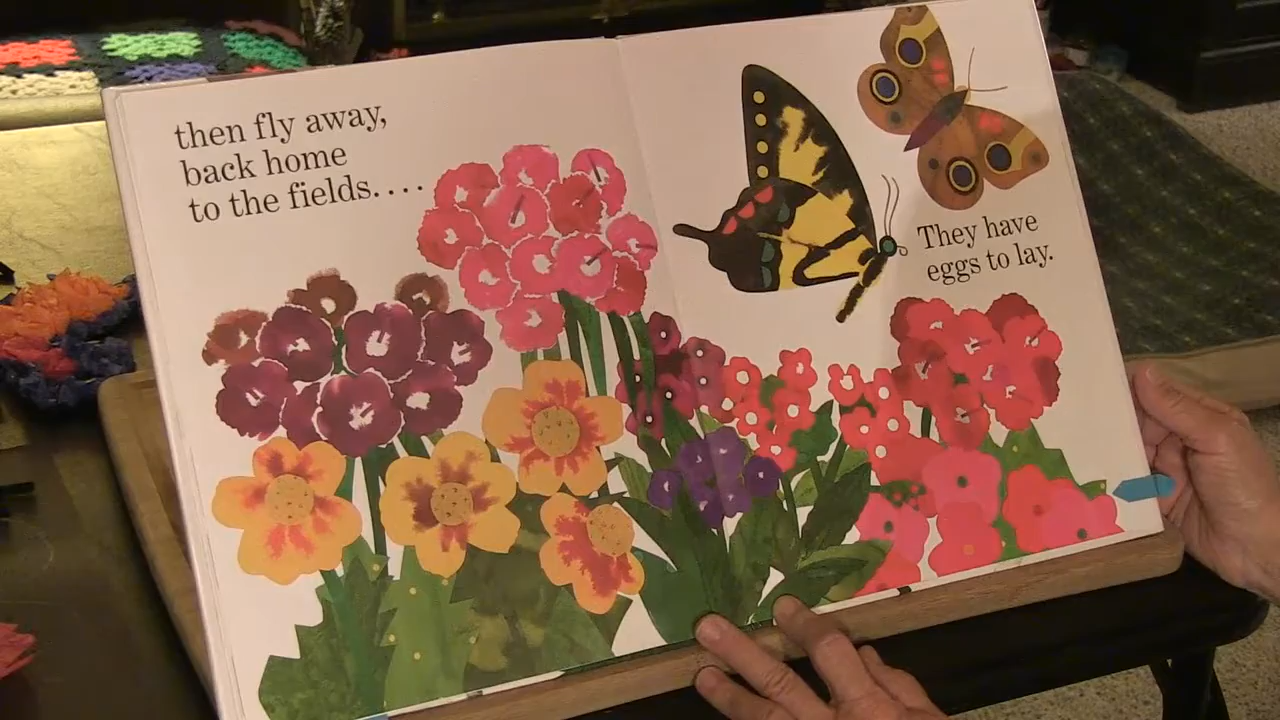 then fly away,
back home
to the fields. . . .
They have
eggs to lay.